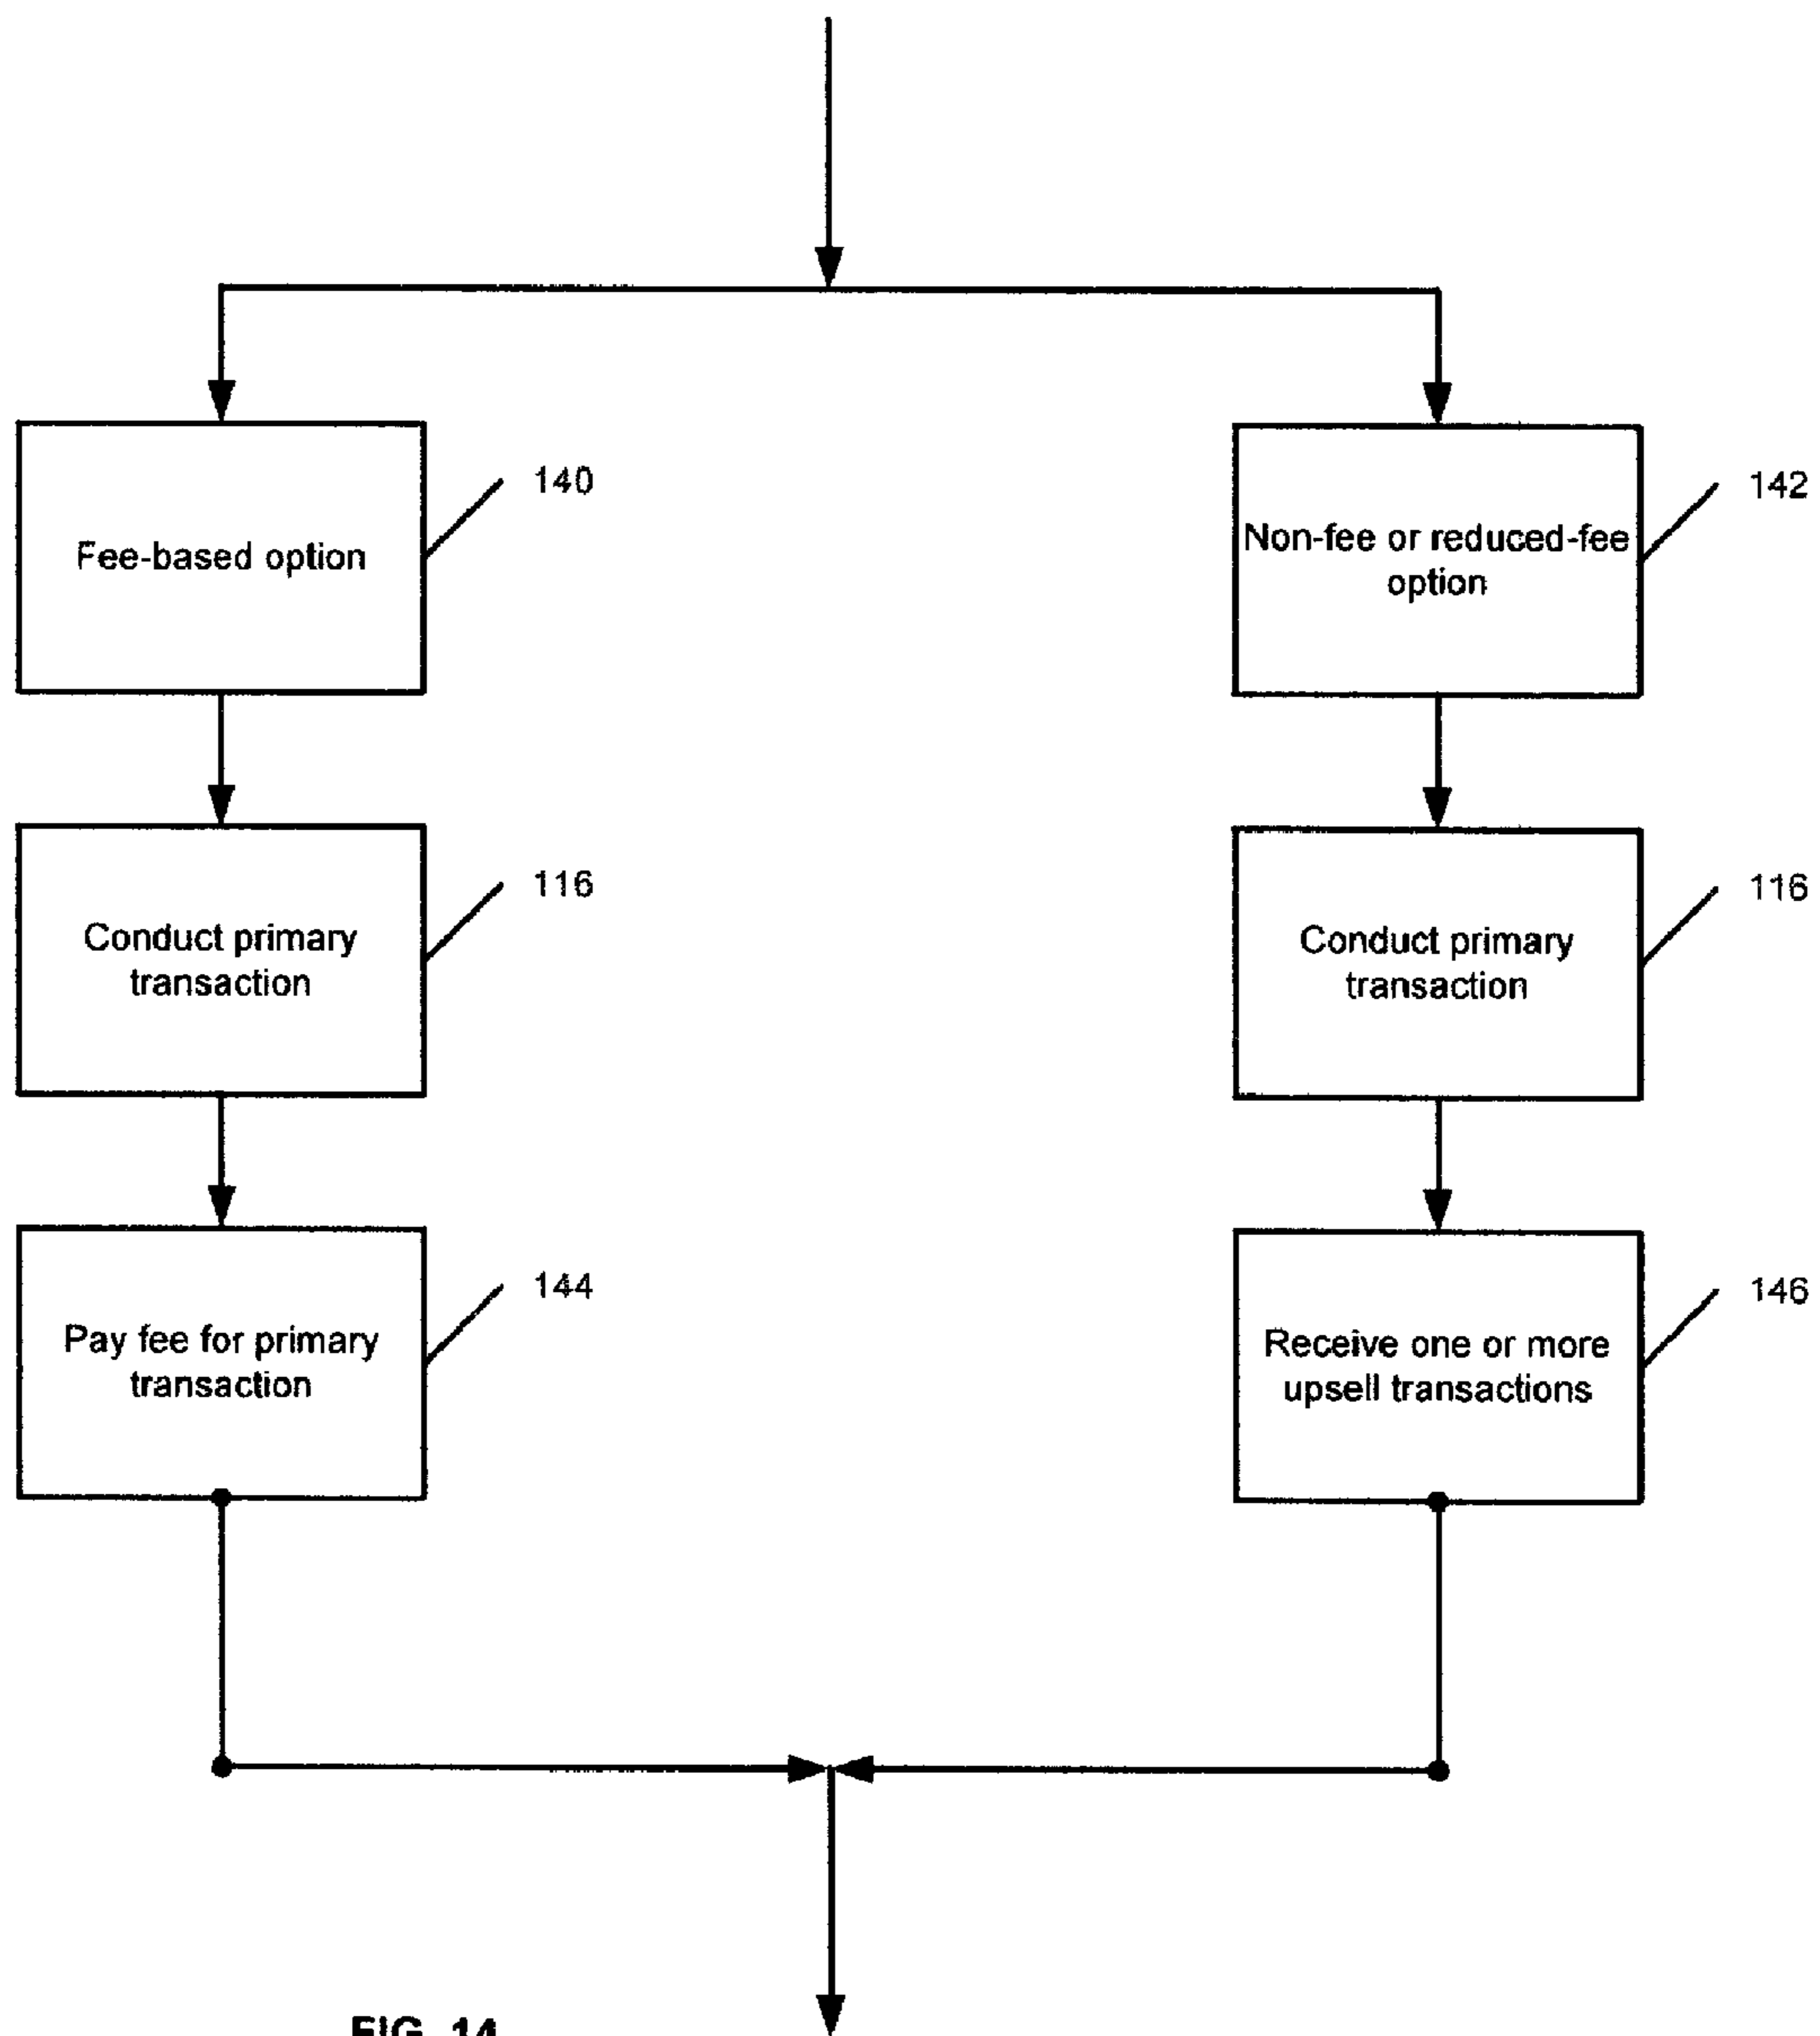 Fee-based option
140
Non-fee or reduced-fee
option
142
Conduct primary
transaction
116
Conduct primary
transaction
116
Pay fee for primary
transaction
144
Receive one or more
upsell transactions
146
FIG. 14